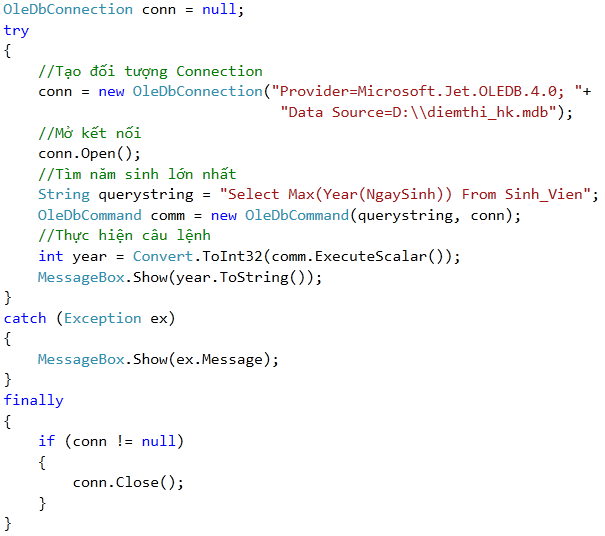 OleDbConnection conn = null;
try
{
    //Tạo đối tượng Connection
    conn = new OleDbConnection("Provider=Microsoft.Jet.OLEDB.4.0; "+
                                "Data Source=D:\\diemthi_hk.mdb");
    //Mở kết nối
    conn.Open();
    //Tìm năm sinh lớn nhất
    String querystring = "Select Max(Year(NgaySinh)) From Sinh_Vien";
    OleDbCommand comm = new OleDbCommand(querystring, conn);
    //Thực hiện câu lệnh
    int year = Convert.ToInt32(comm.ExecuteScalar());
    MessageBox.Show(year.ToString());
}
catch (Exception ex)
{
    MessageBox.Show(ex.Message);
}
finally
{
    if (conn != null)
    {
        conn.Close();
    }
}